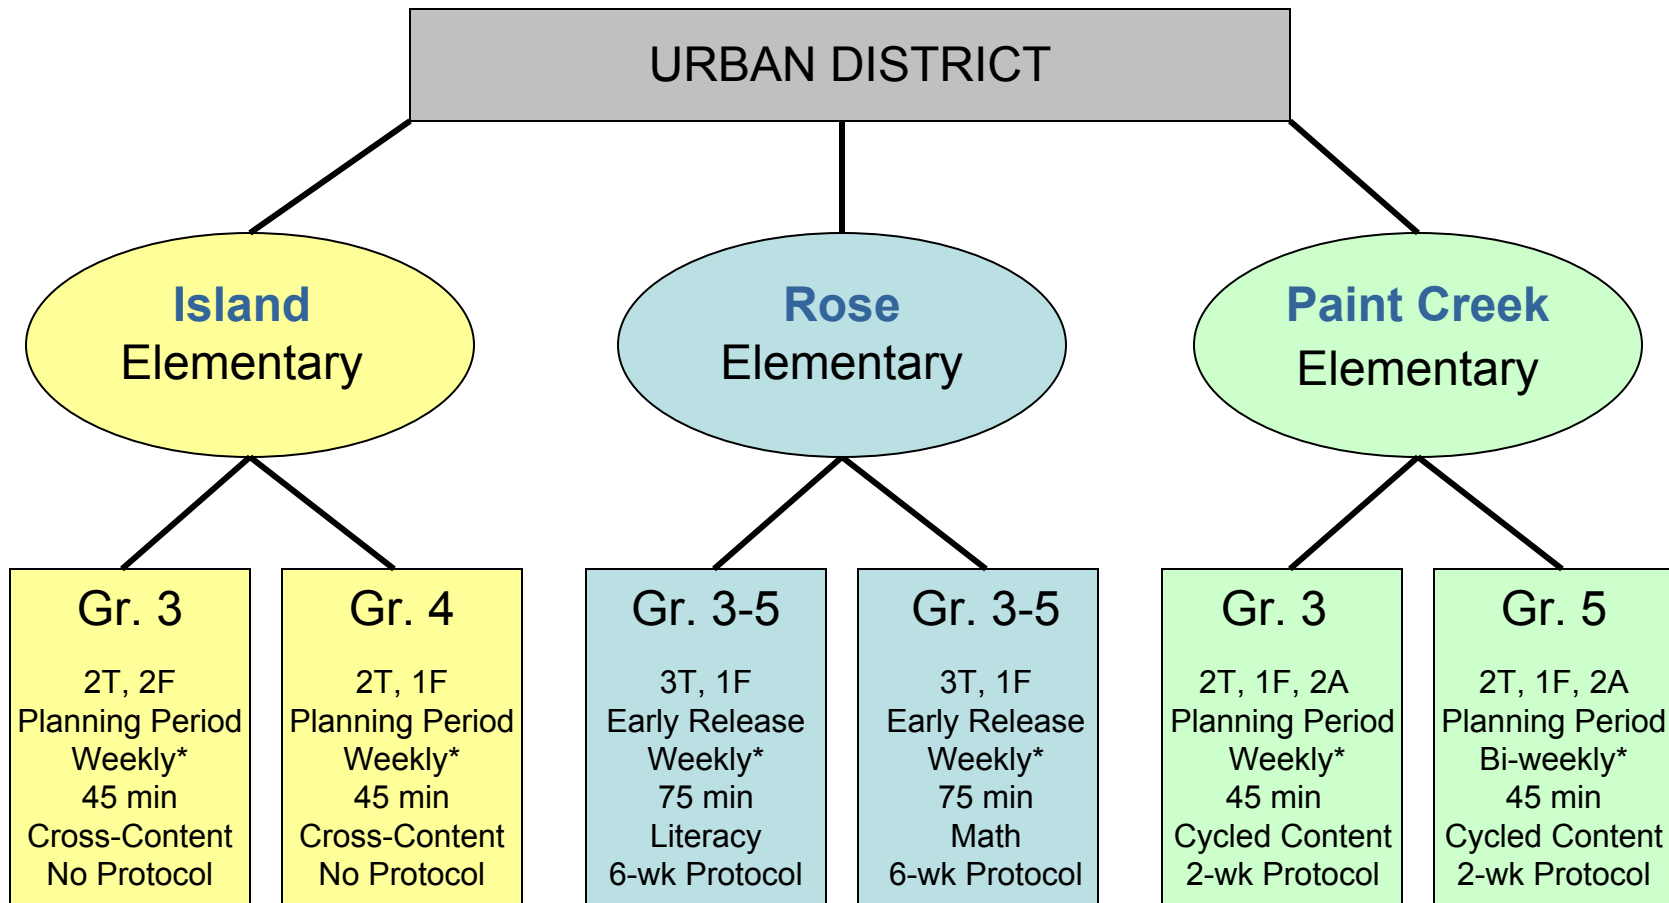 URBAN DISTRICT
Island
Elementary
Rose
Elementary
Paint Creek
Elementary
Gr. 3
2T, 2F
Planning Period
Weekly*
45 min
Cross-Content
No Protocol
Gr. 4
2T, 1F
Planning Period
Weekly*
45 min
Cross-Content
No Protocol
Gr. 3-5
3T, 1F
Early Release
Weekly*
75 min
Literacy
6-wk Protocol
Gr. 3-5
3T, 1F
Early Release
Weekly*
75 min
Math
6-wk Protocol
Gr. 3
2T, 1F, 2A
Planning Period
Weekly*
45 min
Cycled Content
2-wk Protocol
Gr. 5
2T, 1F, 2A
Planning Period
Bi-weekly*
45 min
Cycled Content
2-wk Protocol